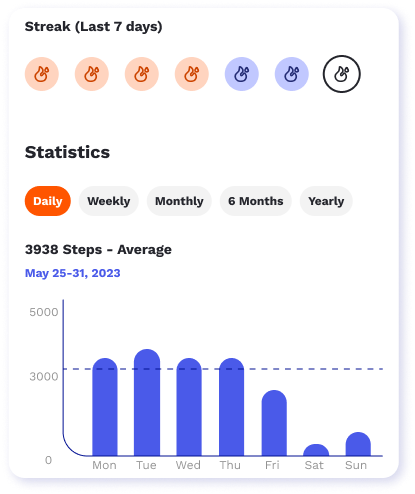 Streak (Last 7 days)
Statistics
Daily Weekly Monthly 6 Months Yearly
3938 Steps - Average
May 25-31, 2023
5000
3000
0
Mon Tue Wed Thu Fri Sat Sun